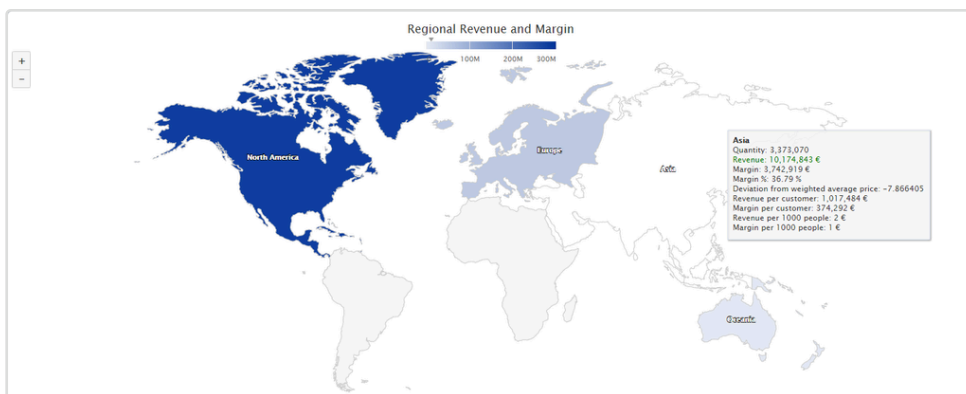 Regional Revenue and Margin
100M 200M 300M
+
−
North America
Europe
Asia
Asia
Quantity: 3,373,070
Revenue: 10,174,843 €
Margin: 3,742,919 €
Margin %: 36.79 %
Deviation from weighted average price: -7.866405
Revenue per customer: 1,017,484 €
Margin per customer: 374,292 €
Revenue per 1000 people: 2 €
Margin per 1000 people: 1 €
Oceania